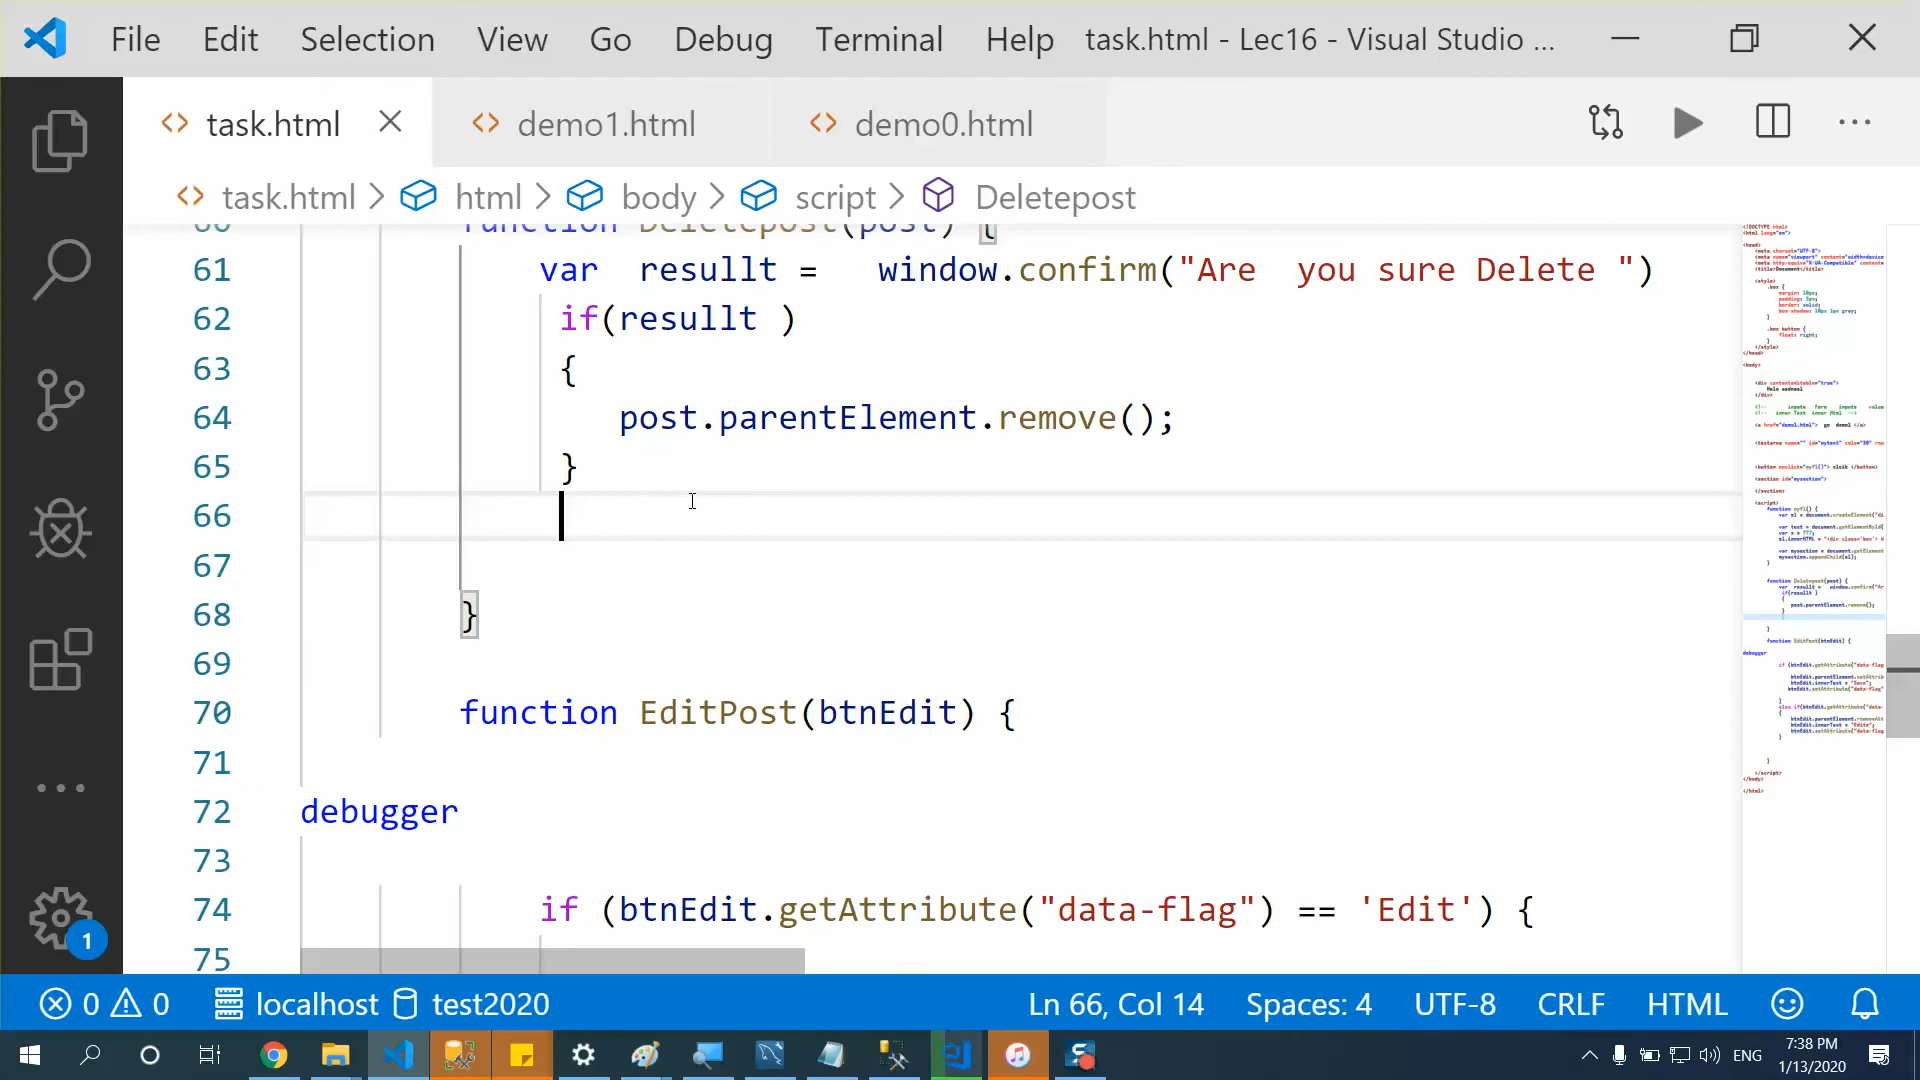 File Edit Selection View Go Debug Terminal Help task.html - Lec16 - Visual Studio ...
task.html demo1.html demo0.html
task.html > html > body > script > Deletepost
60 function Deletepost(post) {
61 var resullt = window.confirm("Are you sure Delete ")
62 if(resullt )
63 {
64 post.parentElement.remove();
65 }
66
67
68 }
69
70 function EditPost(btnEdit) {
71
72 debugger
73
74 if (btnEdit.getAttribute("data-flag") == 'Edit') {
75
1
0 0 localhost test2020 Ln 66, Col 14 Spaces: 4 UTF-8 CRLF HTML
ENG 7:38 PM
1/13/2020